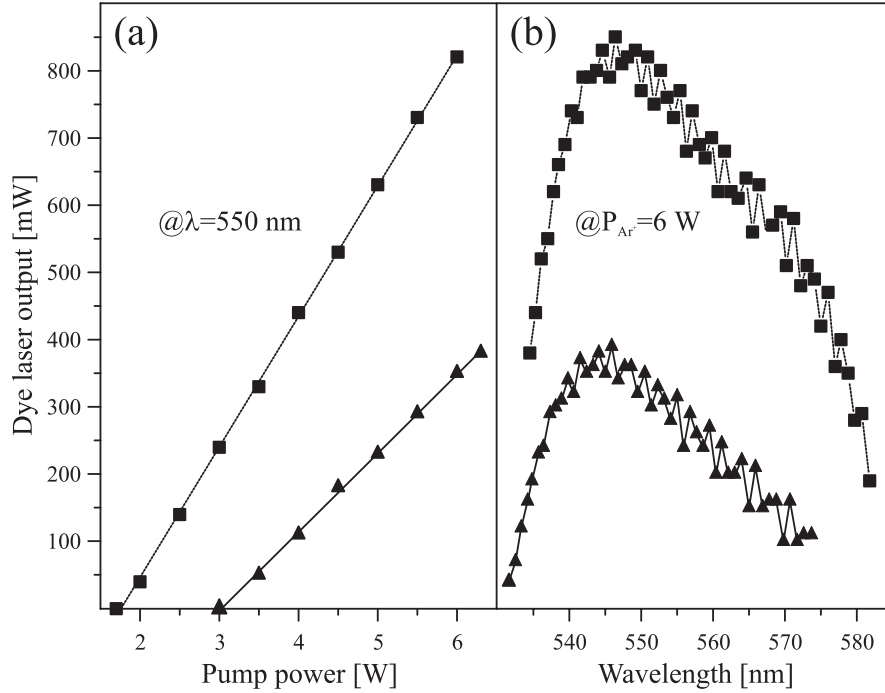 (a)
(b)
800
700
600
500
400
300
200
100
Dye laser output [mW]
@λ=550 nm
@P_Ar⁺=6 W
2
3
4
5
6
540
550
560
570
580
Pump power [W]
Wavelength [nm]